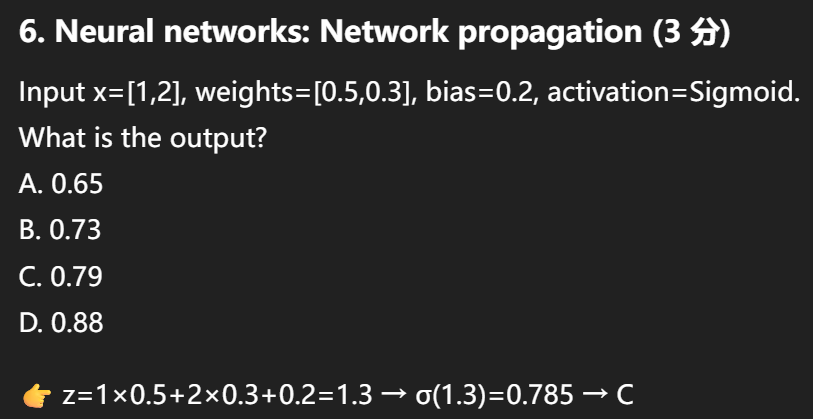 6. Neural networks: Network propagation (3 分)
Input x=[1,2], weights=[0.5,0.3], bias=0.2, activation=Sigmoid.
What is the output?
A. 0.65
B. 0.73
C. 0.79
D. 0.88
👉 z=1×0.5+2×0.3+0.2=1.3 → σ(1.3)=0.785 → C